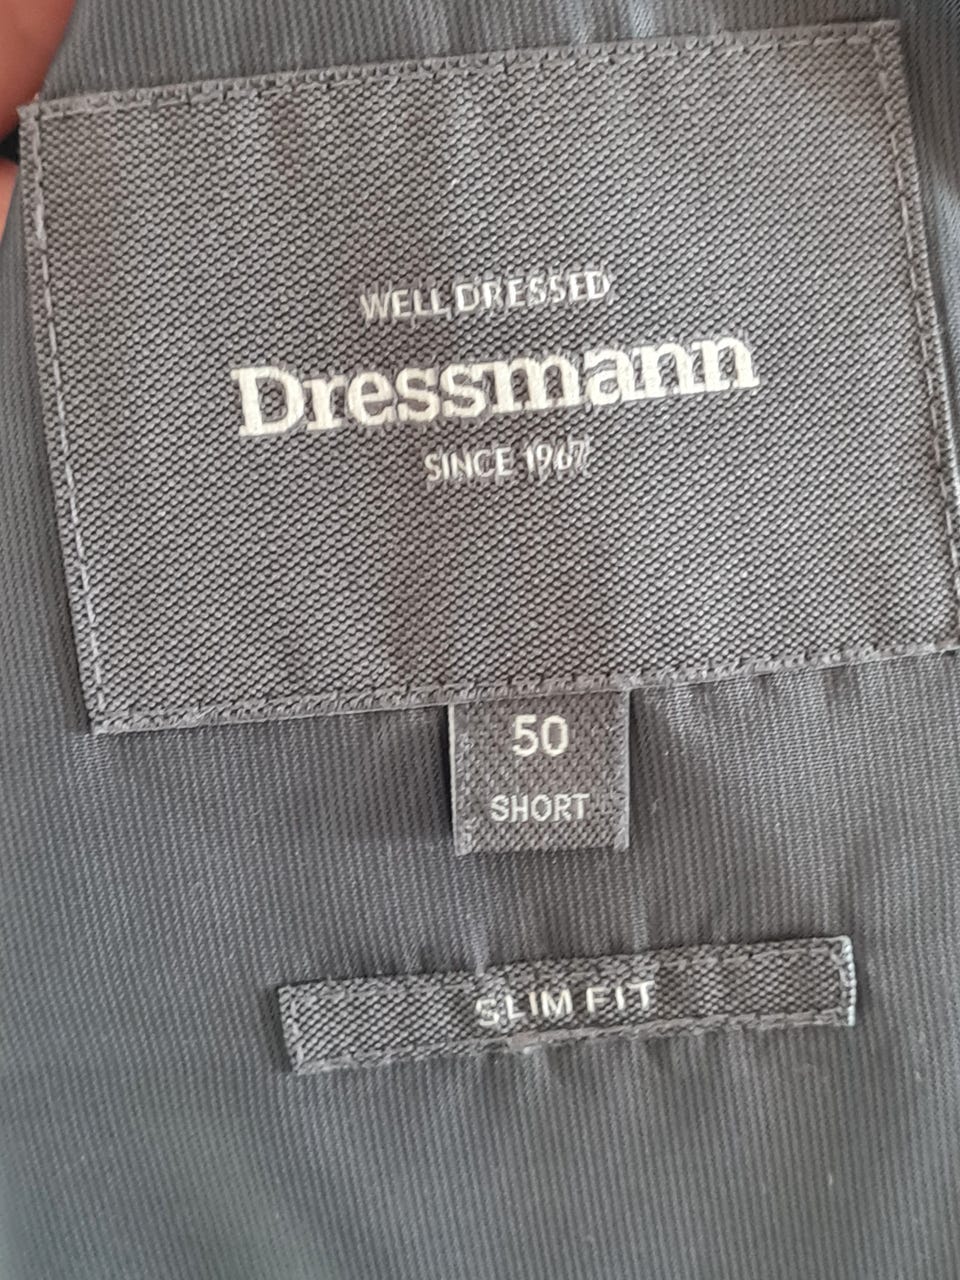 WELL DRESSED
Dressmann
SINCE 1967
50
SHORT
SLIM FIT